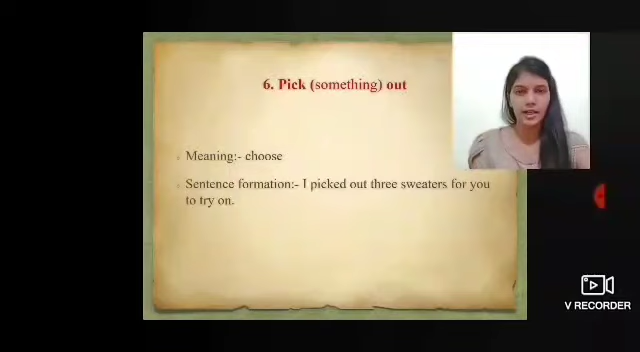 6. Pick (something) out
Meaning:- choose
Sentence formation:- I picked out three sweaters for you
to try on.
V RECORDER